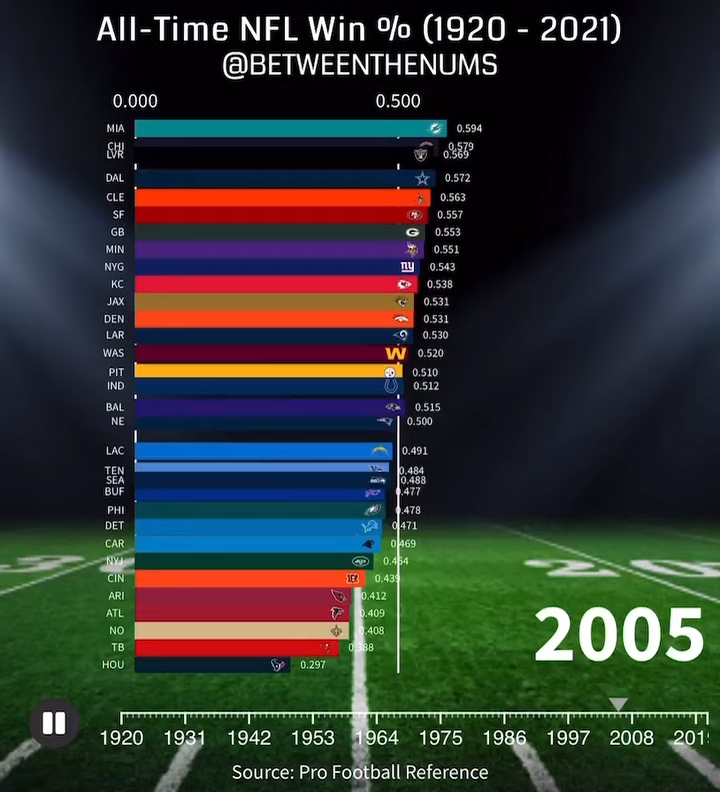 All-Time NFL Win % (1920 - 2021)
@BETWEENTHENUMS
0.000 0.500
MIA 0.594
CHI 0.579
LVR 0.569
DAL 0.572
CLE 0.563
SF 0.557
G GB 0.553
MIN 0.551
NYG ny 0.543
KC 0.538
JAX 0.531
DEN 0.531
LAR 0.530
WAS W 0.520
PIT 0.510
IND 0.512
BAL 0.515
NE 0.500
LAC 0.491
TEN 0.484
SEA 0.488
BUF 0.477
PHI 0.478
DET 0.471
CAR 0.469
NYJ 0.454
CIN 0.439
ARI 0.412
ATL 0.409
NO 0.408
TB 0.388
HOU 0.297
2005
1920 1931 1942 1953 1964 1975 1986 1997 2008 201
Source: Pro Football Reference